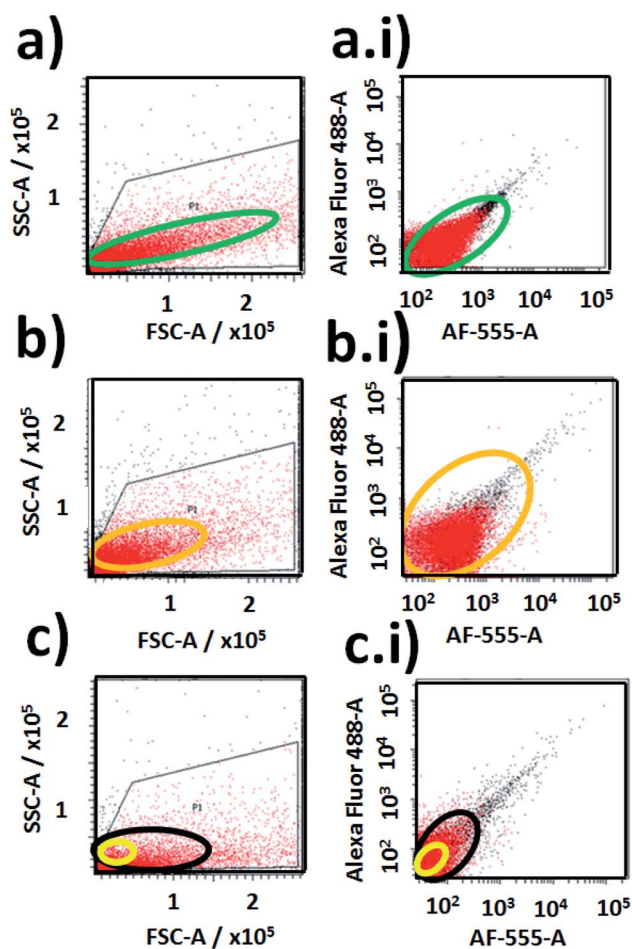 a)
SSC-A / x10⁵
2
1
P1
1 2
FSC-A / x10⁵
a.i)
Alexa Fluor 488-A
10⁵
10⁴
10³
10²
10² 10³ 10⁴ 10⁵
AF-555-A
b)
SSC-A / x10⁵
2
1
P1
1 2
FSC-A / x10⁵
b.i)
Alexa Fluor 488-A
10⁵
10⁴
10³
10²
10² 10³ 10⁴ 10⁵
AF-555-A
c)
SSC-A / x10⁵
2
1
P1
1 2
FSC-A / x10⁵
c.i)
Alexa Fluor 488-A
10⁵
10⁴
10³
10²
10² 10³ 10⁴ 10⁵
AF-555-A